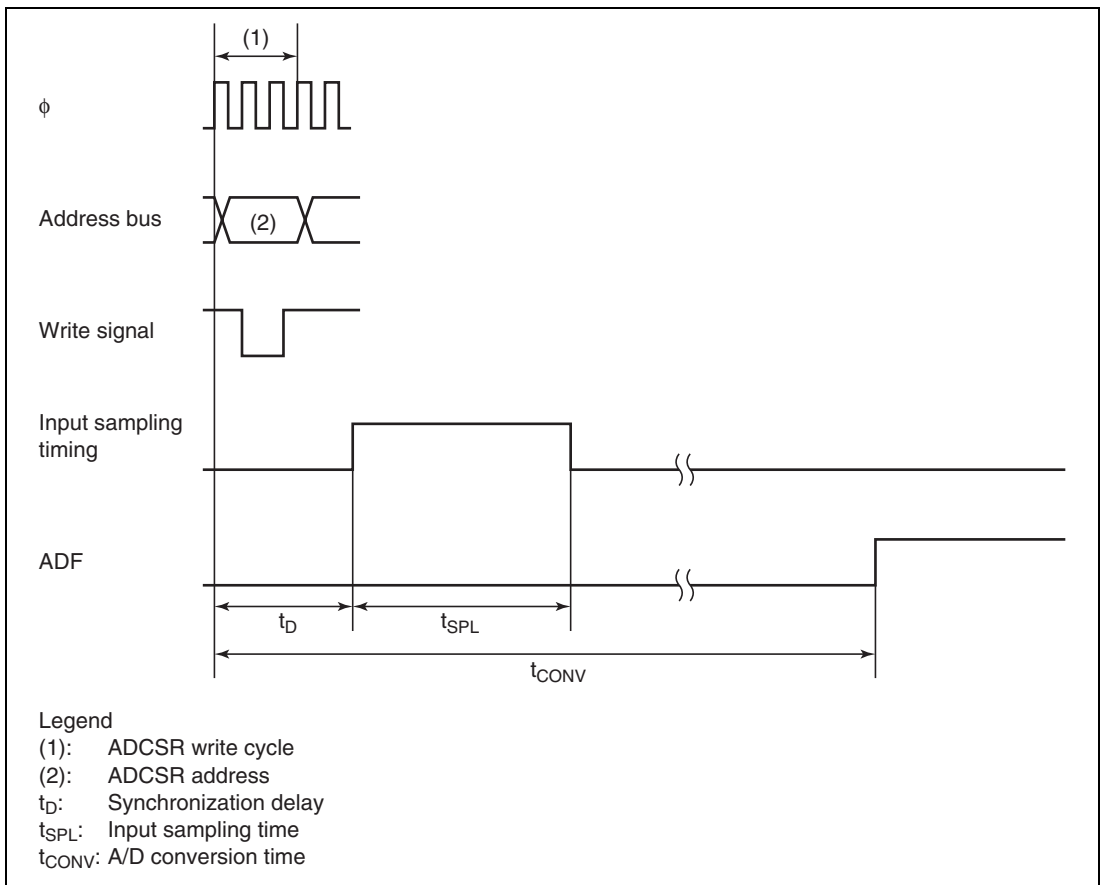 (1)
ϕ
Address bus
(2)
Write signal
Input sampling
timing
ADF
tD
tSPL
tCONV
Legend
(1): ADCSR write cycle
(2): ADCSR address
tD: Synchronization delay
tSPL: Input sampling time
tCONV: A/D conversion time